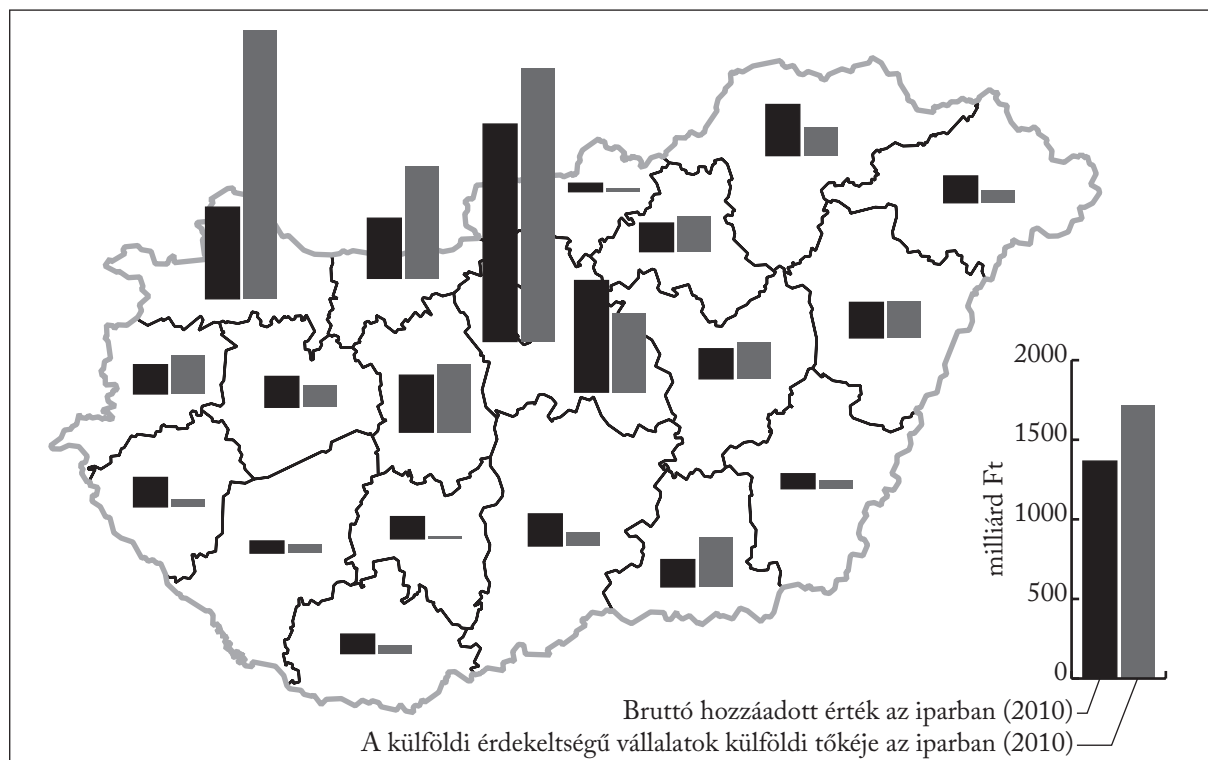 2000
1500
1000
500
0
milliárd Ft
Bruttó hozzáadott érték az iparban (2010)
A külföldi érdekeltségű vállalatok külföldi tőkéje az iparban (2010)